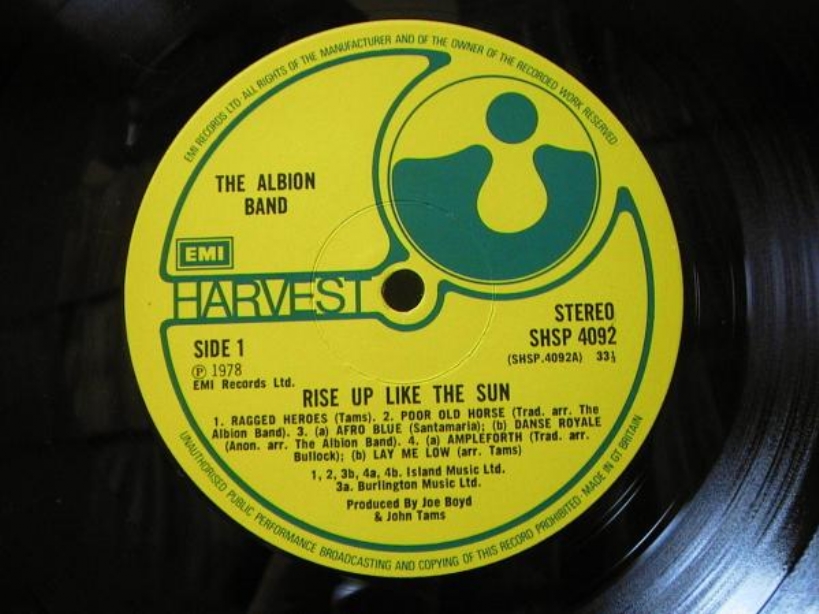 EMI RECORDS LTD ALL RIGHTS OF THE MANUFACTURER AND OF THE OWNER OF THE RECORDED WORK RESERVED
THE ALBION
BAND
EMI
HARVEST
STEREO
SHSP 4092
(SHSP.4092A) 33⅓
SIDE 1
Ⓟ 1978
EMI Records Ltd.
RISE UP LIKE THE SUN
1. RAGGED HEROES (Tams). 2. POOR OLD HORSE (Trad. arr. The
Albion Band). 3. (a) AFRO BLUE (Santamaria); (b) DANSE ROYALE
(Anon. arr. The Albion Band). 4. (a) AMPLEFORTH (Trad. arr.
Bullock); (b) LAY ME LOW (arr. Tams)
1, 2, 3b, 4a, 4b. Island Music Ltd.
3a. Burlington Music Ltd.
Produced By Joe Boyd
& John Tams
UNAUTHORISED PUBLIC PERFORMANCE BROADCASTING AND COPYING OF THIS RECORD PROHIBITED·MADE IN GT BRITAIN